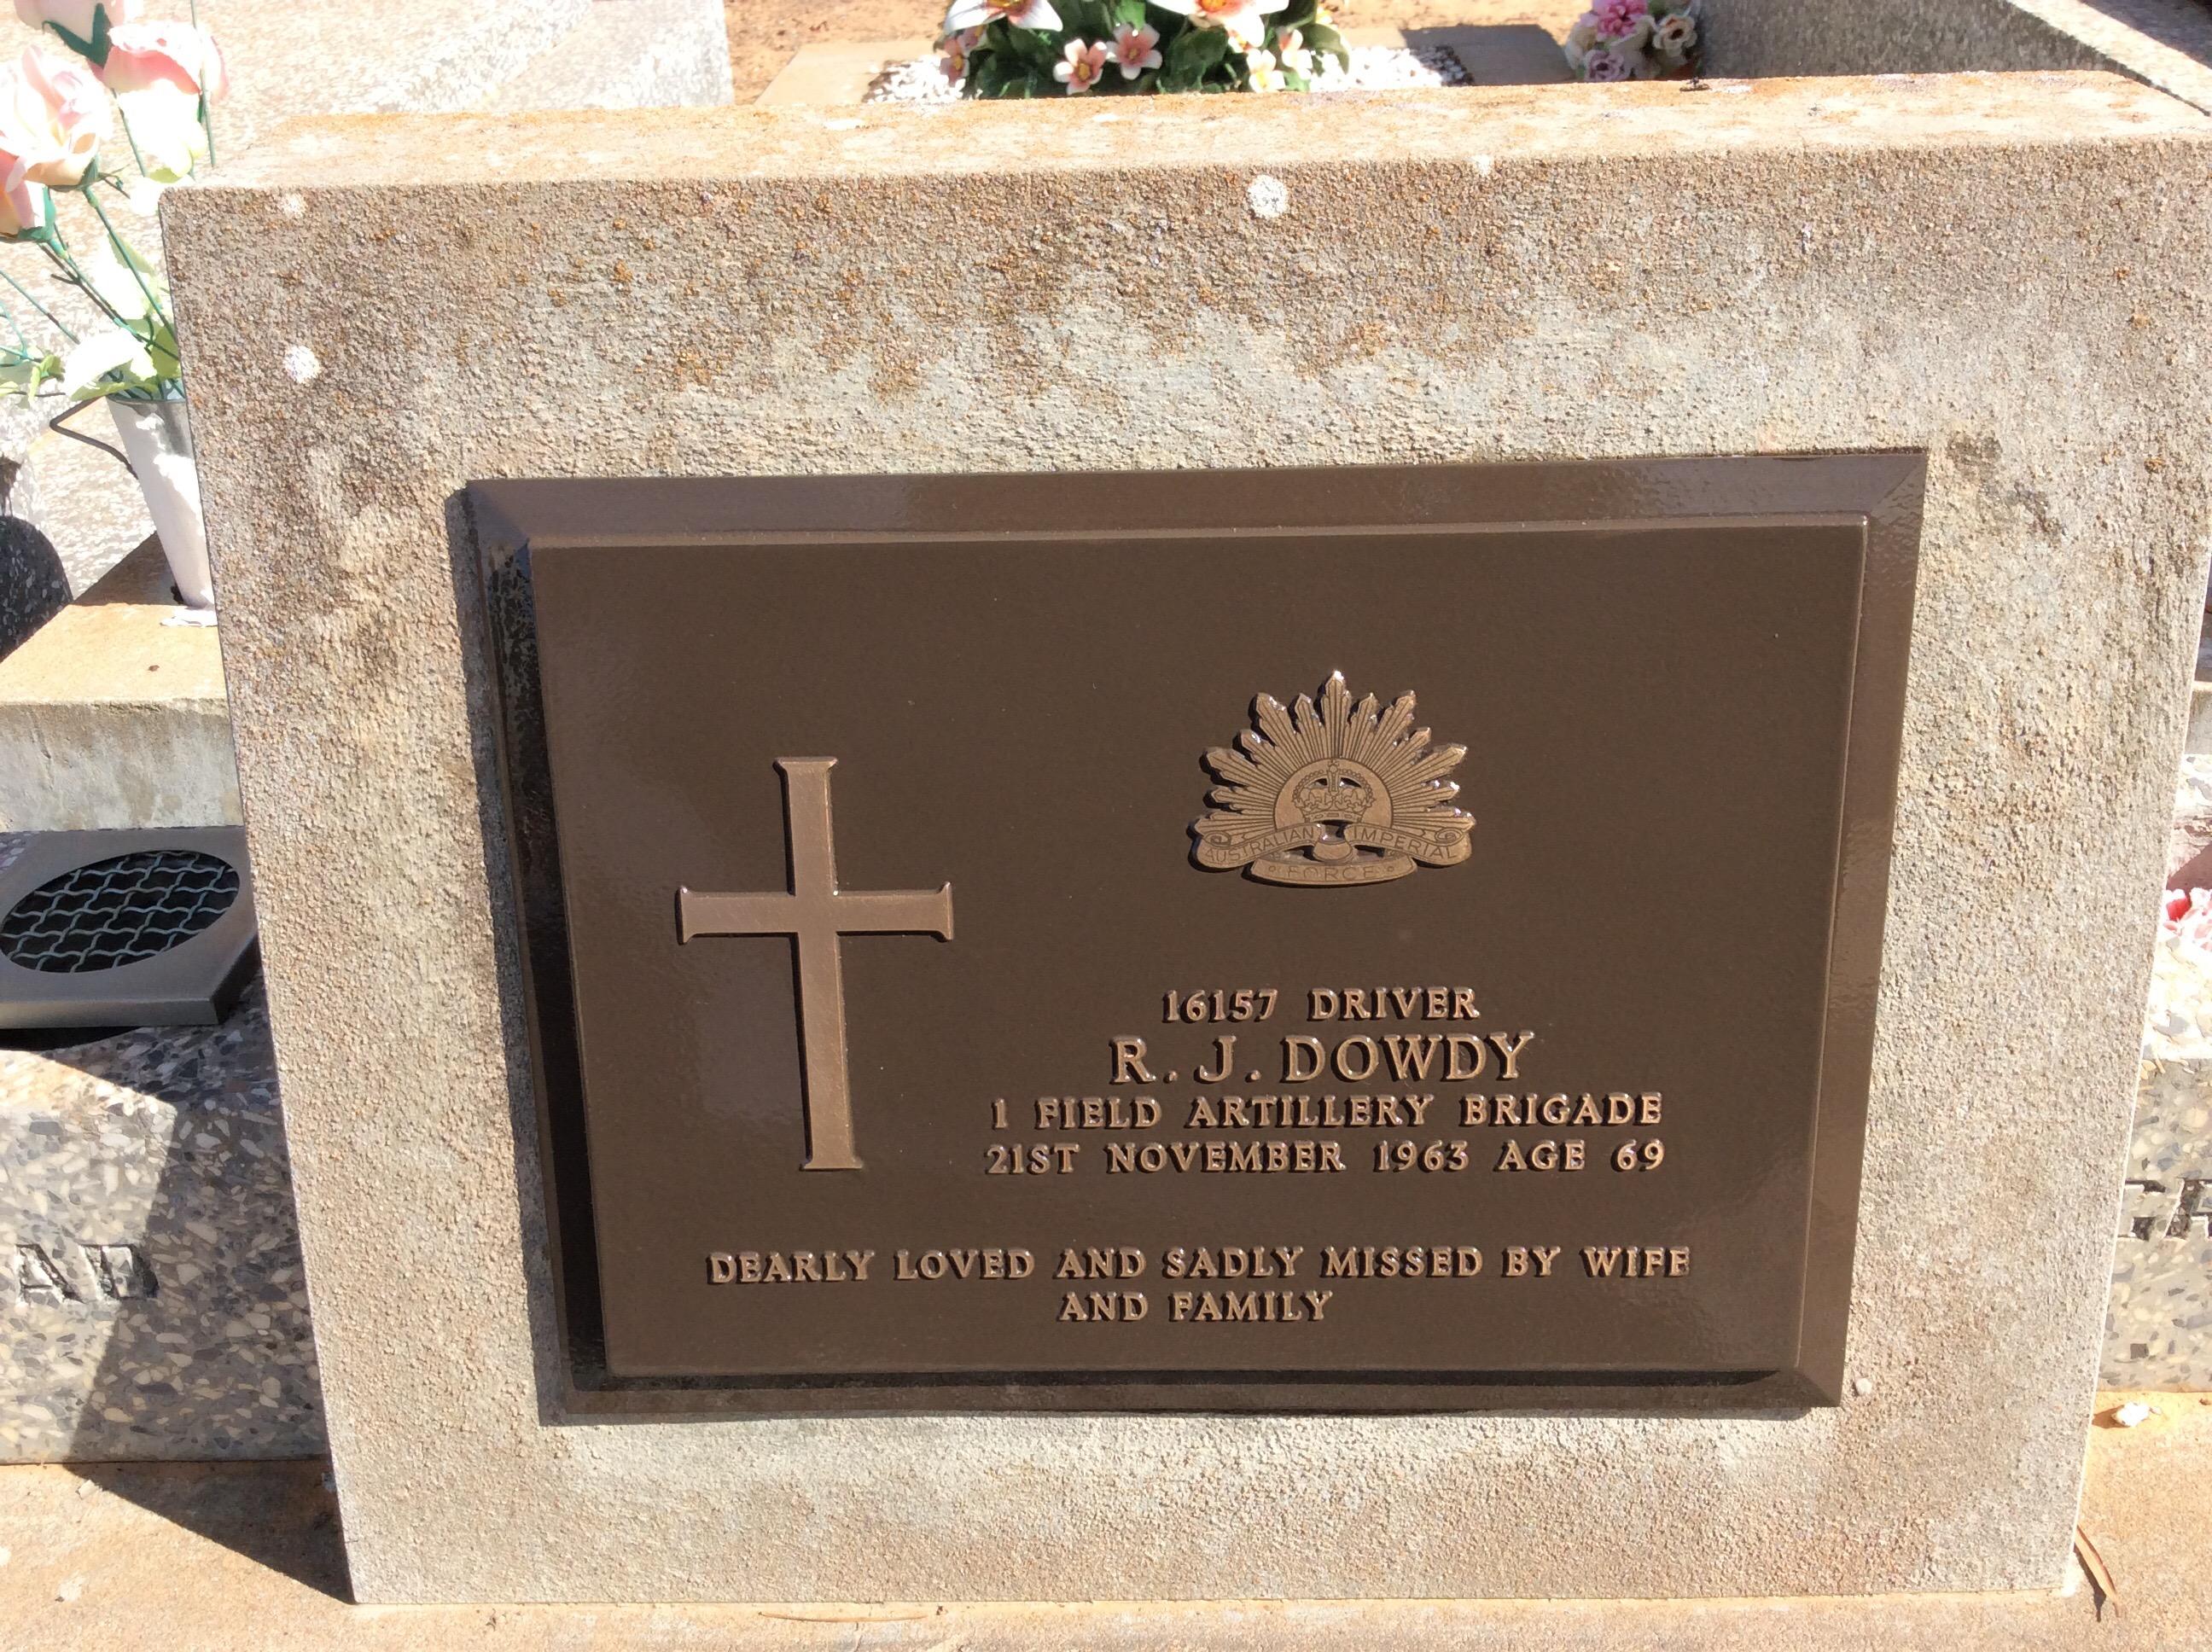 AUSTRALIAN IMPERIAL
FORCE
16157 DRIVER
R. J. DOWDY
1 FIELD ARTILLERY BRIGADE
21ST NOVEMBER 1963 AGE 69
DEARLY LOVED AND SADLY MISSED BY WIFE
AND FAMILY